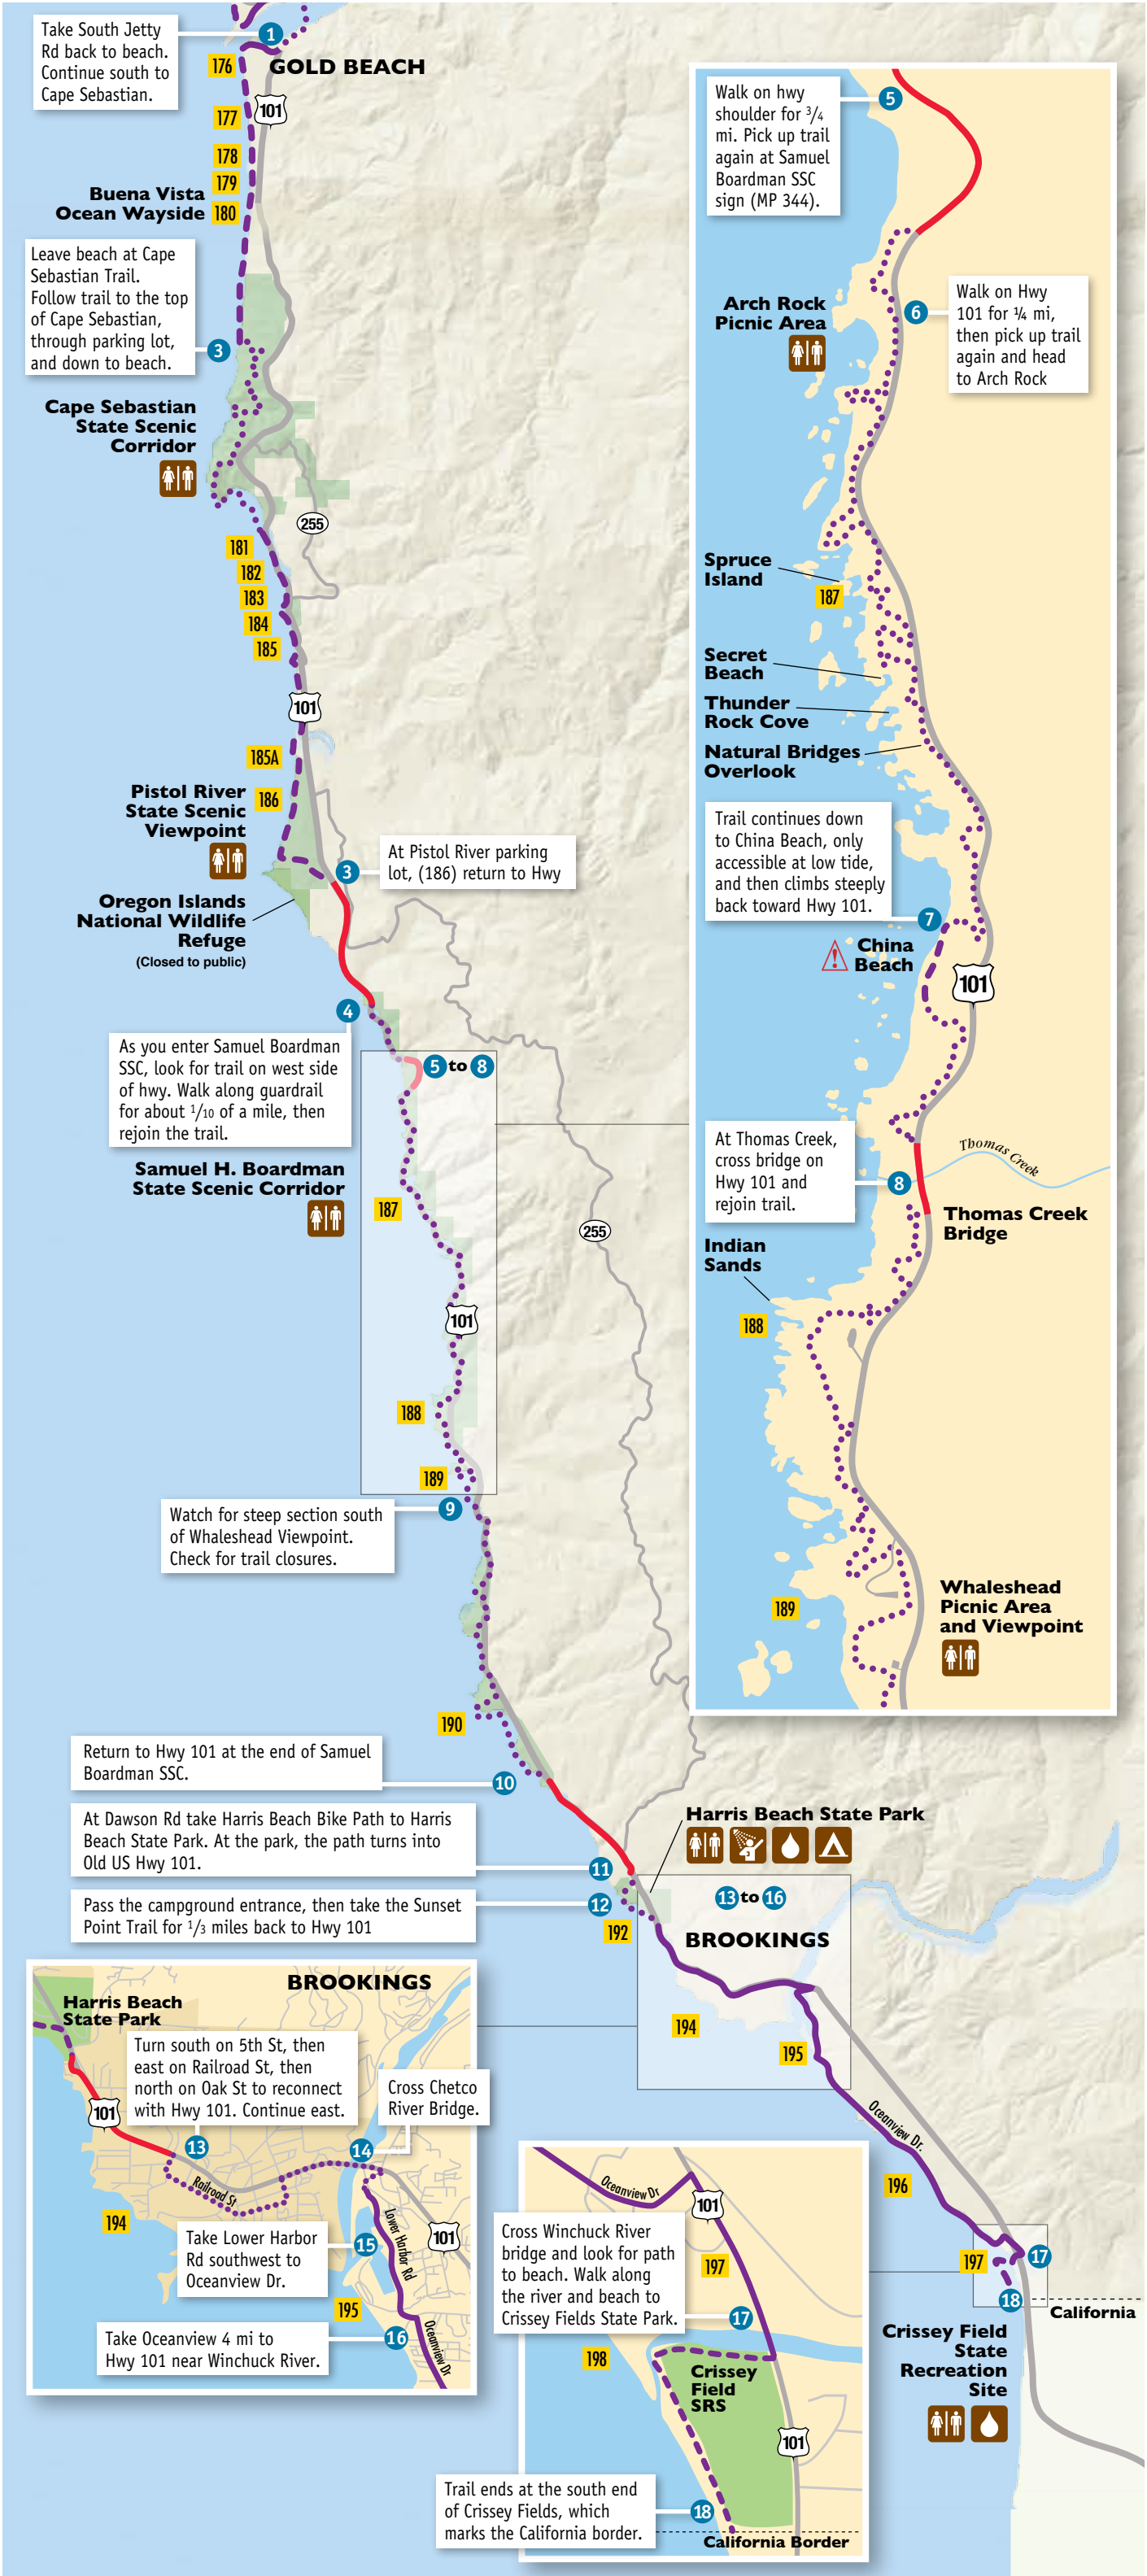 Take South Jetty
Rd back to beach.
Continue south to
Cape Sebastian.
1
176
GOLD BEACH
101
177
178
179
Buena Vista
Ocean Wayside
180
Leave beach at Cape
Sebastian Trail.
Follow trail to the top
of Cape Sebastian,
through parking lot,
and down to beach.
3
Cape Sebastian
State Scenic
Corridor
255
181
182
183
184
185
101
185A
186
Pistol River
State Scenic
Viewpoint
3
At Pistol River parking
lot, (186) return to Hwy
Oregon Islands
National Wildlife
Refuge
(Closed to public)
4
As you enter Samuel Boardman
SSC, look for trail on west side
of hwy. Walk along guardrail
for about 1/10 of a mile, then
rejoin the trail.
5 to 8
Samuel H. Boardman
State Scenic Corridor
187
255
101
188
189
9
Watch for steep section south
of Whaleshead Viewpoint.
Check for trail closures.
190
Return to Hwy 101 at the end of Samuel
Boardman SSC.
10
At Dawson Rd take Harris Beach Bike Path to Harris
Beach State Park. At the park, the path turns into
Old US Hwy 101.
11
Pass the campground entrance, then take the Sunset
Point Trail for 1/3 miles back to Hwy 101
12
192
Harris Beach State Park
13 to 16
BROOKINGS
194
195
Oceanview Dr.
196
197
17
18
California
Crissey Field
State
Recreation
Site
Walk on hwy
shoulder for 3/4
mi. Pick up trail
again at Samuel
Boardman SSC
sign (MP 344).
5
Arch Rock
Picnic Area
6
Walk on Hwy
101 for 1/4 mi,
then pick up trail
again and head
to Arch Rock
Spruce
Island
187
Secret
Beach
Thunder
Rock Cove
Natural Bridges
Overlook
Trail continues down
to China Beach, only
accessible at low tide,
and then climbs steeply
back toward Hwy 101.
7
China
Beach
!
101
At Thomas Creek,
cross bridge on
Hwy 101 and
rejoin trail.
8
Thomas Creek
Thomas Creek
Bridge
Indian
Sands
188
189
Whaleshead
Picnic Area
and Viewpoint
BROOKINGS
Harris Beach
State Park
Turn south on 5th St, then
east on Railroad St, then
north on Oak St to reconnect
with Hwy 101. Continue east.
101
13
Cross Chetco
River Bridge.
14
Railroad St
194
Take Lower Harbor
Rd southwest to
Oceanview Dr.
15
Lower Harbor Rd
101
195
Take Oceanview 4 mi to
Hwy 101 near Winchuck River.
16
Oceanview Dr
Oceanview Dr
101
Cross Winchuck River
bridge and look for path
to beach. Walk along
the river and beach to
Crissey Fields State Park.
197
17
198
Crissey
Field
SRS
101
Trail ends at the south end
of Crissey Fields, which
marks the California border.
18
California Border